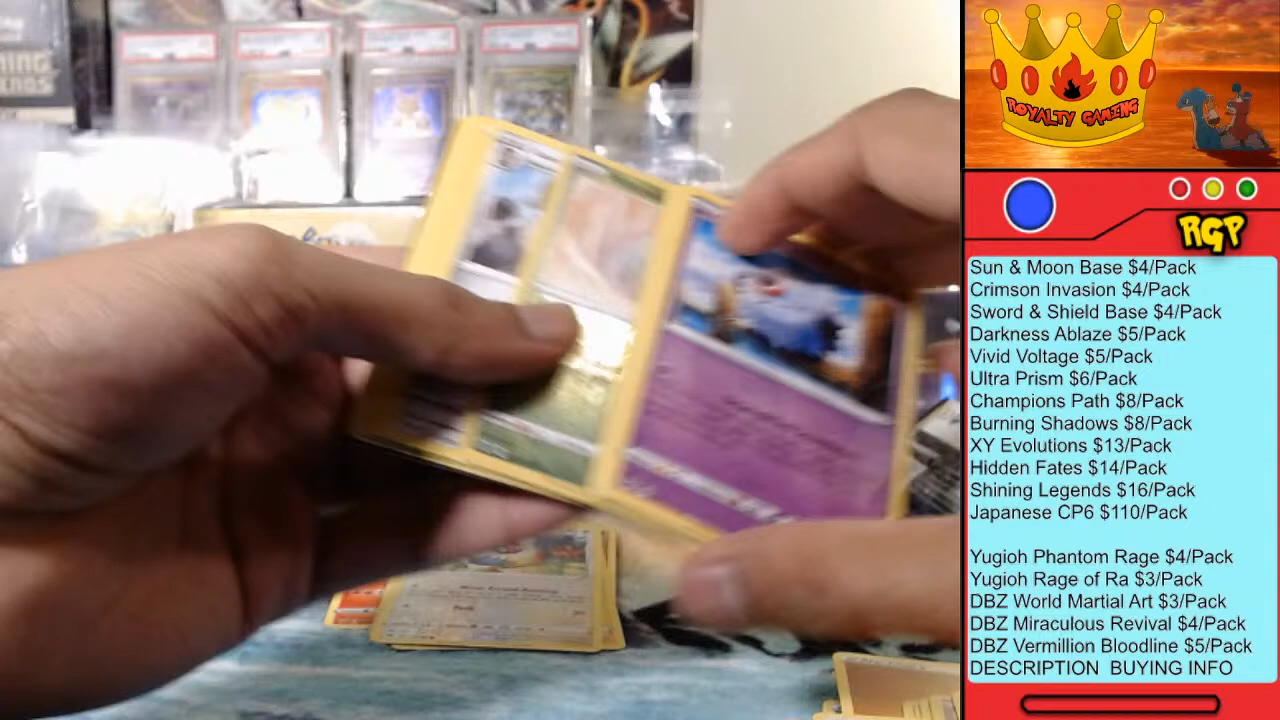 ROYALTY GAMING
RGP
Sun & Moon Base $4/Pack
Crimson Invasion $4/Pack
Sword & Shield Base $4/Pack
Darkness Ablaze $5/Pack
Vivid Voltage $5/Pack
Ultra Prism $6/Pack
Champions Path $8/Pack
Burning Shadows $8/Pack
XY Evolutions $13/Pack
Hidden Fates $14/Pack
Shining Legends $16/Pack
Japanese CP6 $110/Pack
Yugioh Phantom Rage $4/Pack
Yugioh Rage of Ra $3/Pack
DBZ World Martial Art $3/Pack
DBZ Miraculous Revival $4/Pack
DBZ Vermillion Bloodline $5/Pack
DESCRIPTION BUYING INFO